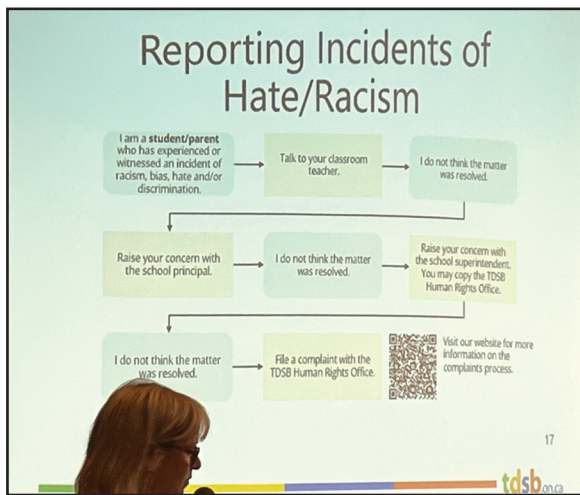 Reporting Incidents of
Hate/Racism
I am a student/parent
who has experienced or
witnessed an incident of
racism, bias, hate and/or
discrimination.
Talk to your classroom
teacher.
I do not think the matter
was resolved.
Raise your concern with
the school principal.
I do not think the matter
was resolved.
Raise your concern with
the school superintendent.
You may copy the TDSB
Human Rights Office.
I do not think the matter
was resolved.
File a complaint with the
TDSB Human Rights Office.
Visit our website for more
information on the
complaints process.
17
tdsb.on.ca